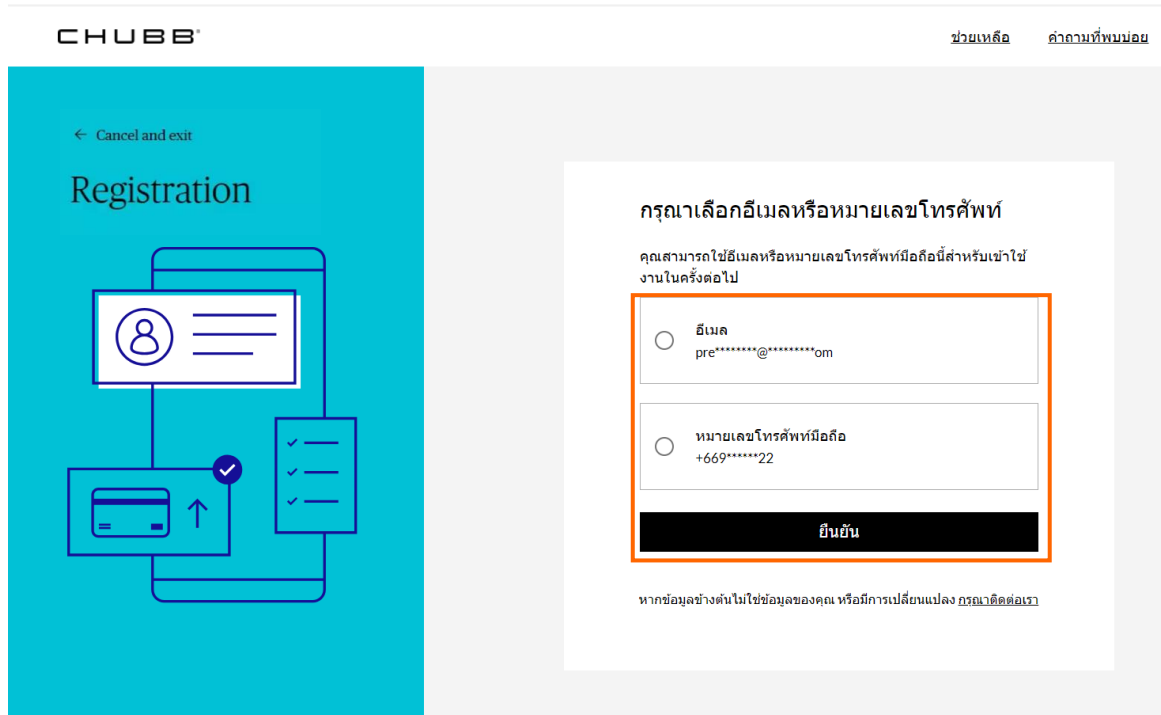 CHUBB®
ช่วยเหลือ คำถามที่พบบ่อย
← Cancel and exit
Registration
กรุณาเลือกอีเมลหรือหมายเลขโทรศัพท์
คุณสามารถใช้อีเมลหรือหมายเลขโทรศัพท์มือถือนี้สำหรับเข้าใช้
งานในครั้งต่อไป
อีเมล
pre********@*********om
หมายเลขโทรศัพท์มือถือ
+669******22
ยืนยัน
หากข้อมูลข้างต้นไม่ใช่ข้อมูลของคุณ หรือมีการเปลี่ยนแปลง กรุณาติดต่อเรา